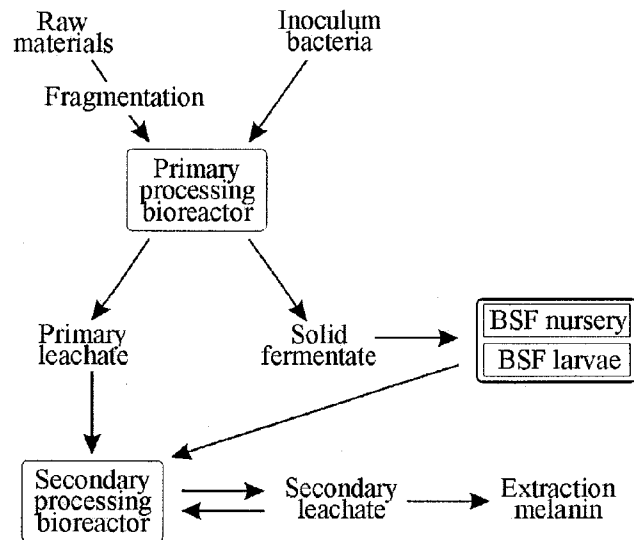 Raw
materials
Inoculum
bacteria
Fragmentation
Primary
processing
bioreactor
Primary
leachate
Solid
fermentate
BSF nursery
BSF larvae
Secondary
processing
bioreactor
Secondary
leachate
Extraction
melanin